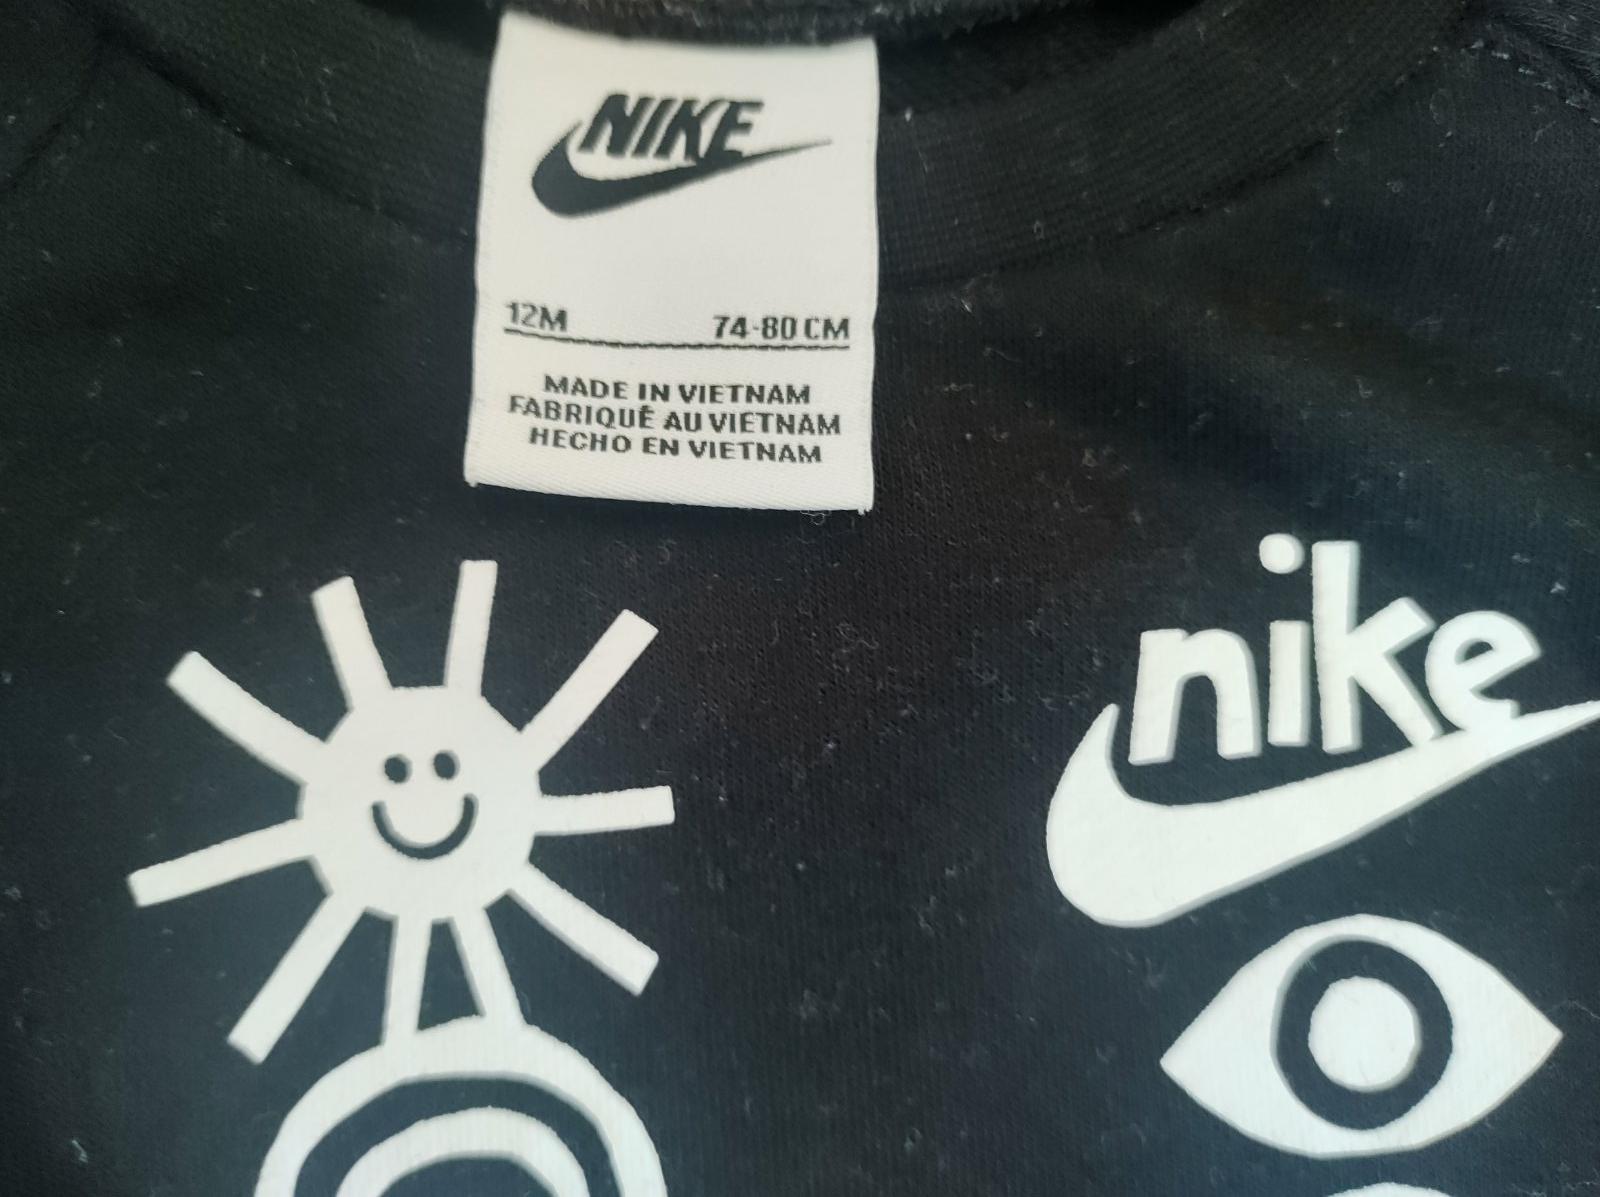 NIKE
12M 74-80 CM
MADE IN VIETNAM
FABRIQUÉ AU VIETNAM
HECHO EN VIETNAM
nike